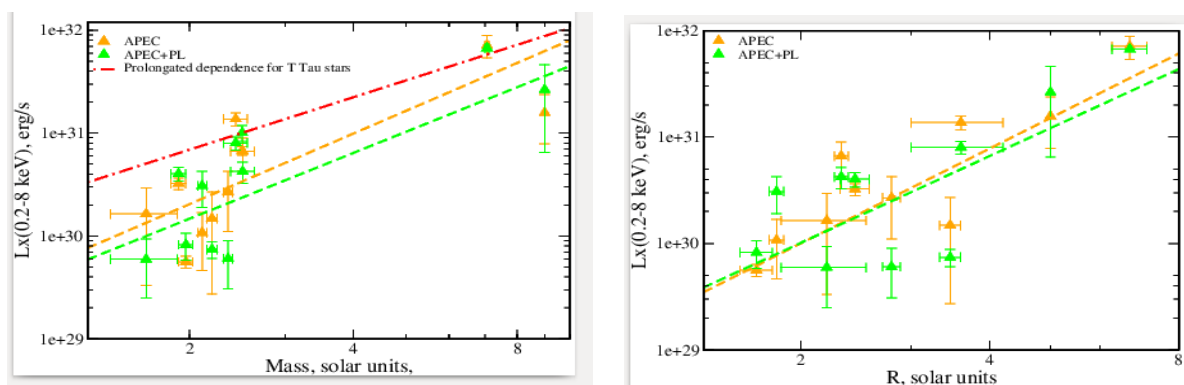 1e+32
APEC
APEC+PL
Prolongated dependence for T Tau stars
1e+31
1e+30
1e+29
Lx(0.2-8 keV), erg/s
2
4
8
Mass, solar units,
1e+32
APEC
APEC+PL
1e+31
1e+30
1e+29
Lx(0.2-8 keV), erg/s
2
4
8
R, solar units